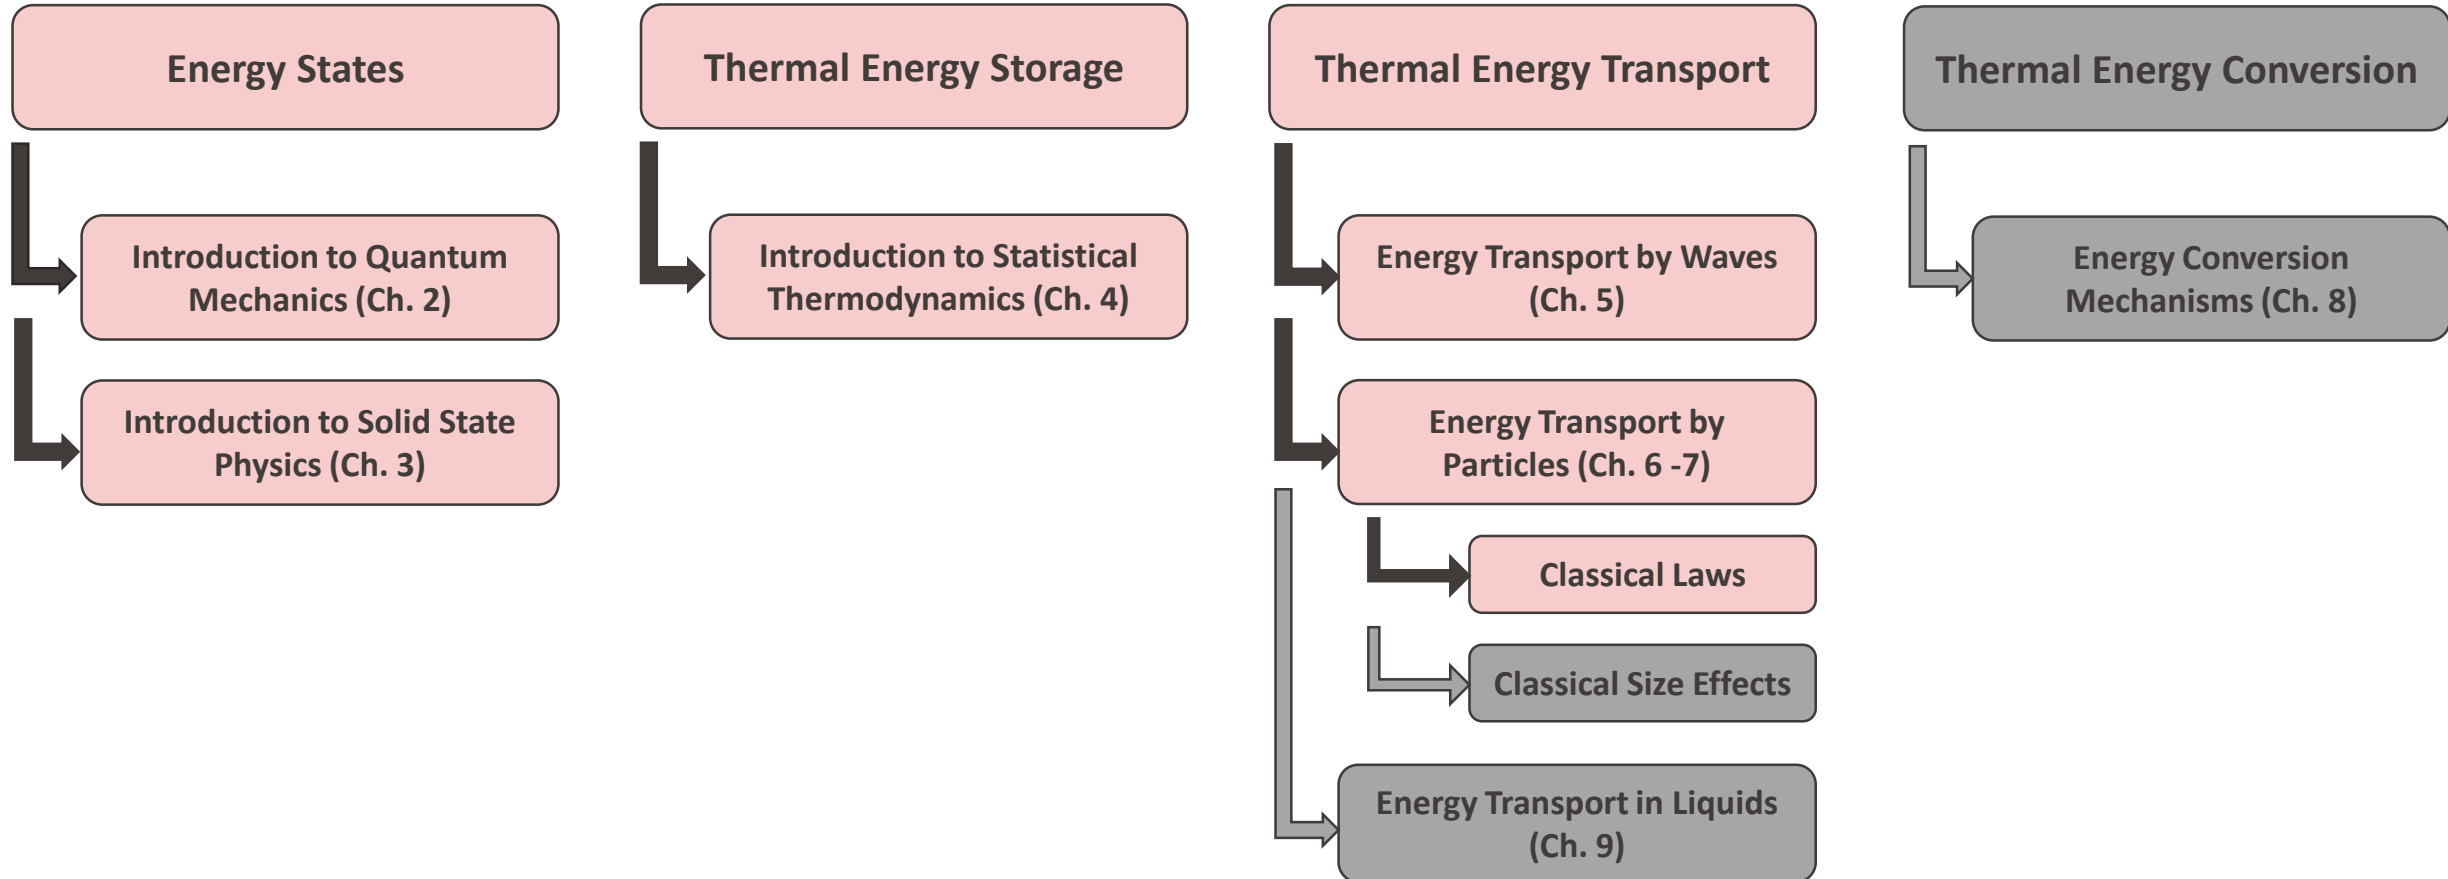 Energy States
Introduction to Quantum
Mechanics (Ch. 2)
Introduction to Solid State
Physics (Ch. 3)
Thermal Energy Storage
Introduction to Statistical
Thermodynamics (Ch. 4)
Thermal Energy Transport
Energy Transport by Waves
(Ch. 5)
Energy Transport by
Particles (Ch. 6 -7)
Classical Laws
Classical Size Effects
Energy Transport in Liquids
(Ch. 9)
Thermal Energy Conversion
Energy Conversion
Mechanisms (Ch. 8)